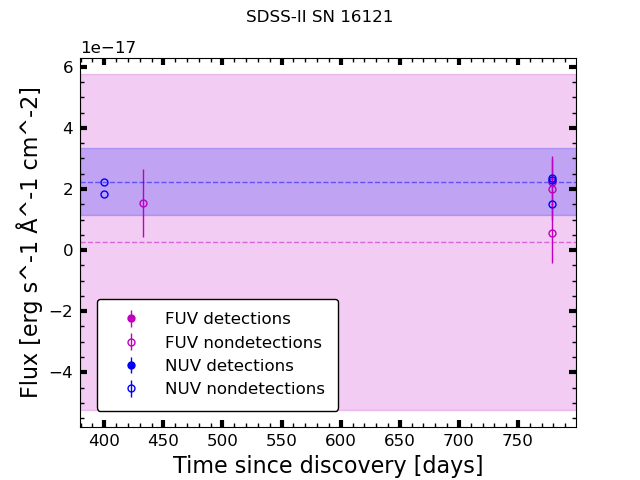 SDSS-II SN 16121
1e−17
6
4
2
0
−2
−4
Flux [erg s^-1 Å^-1 cm^-2]
FUV detections
FUV nondetections
NUV detections
NUV nondetections
400 450 500 550 600 650 700 750
Time since discovery [days]